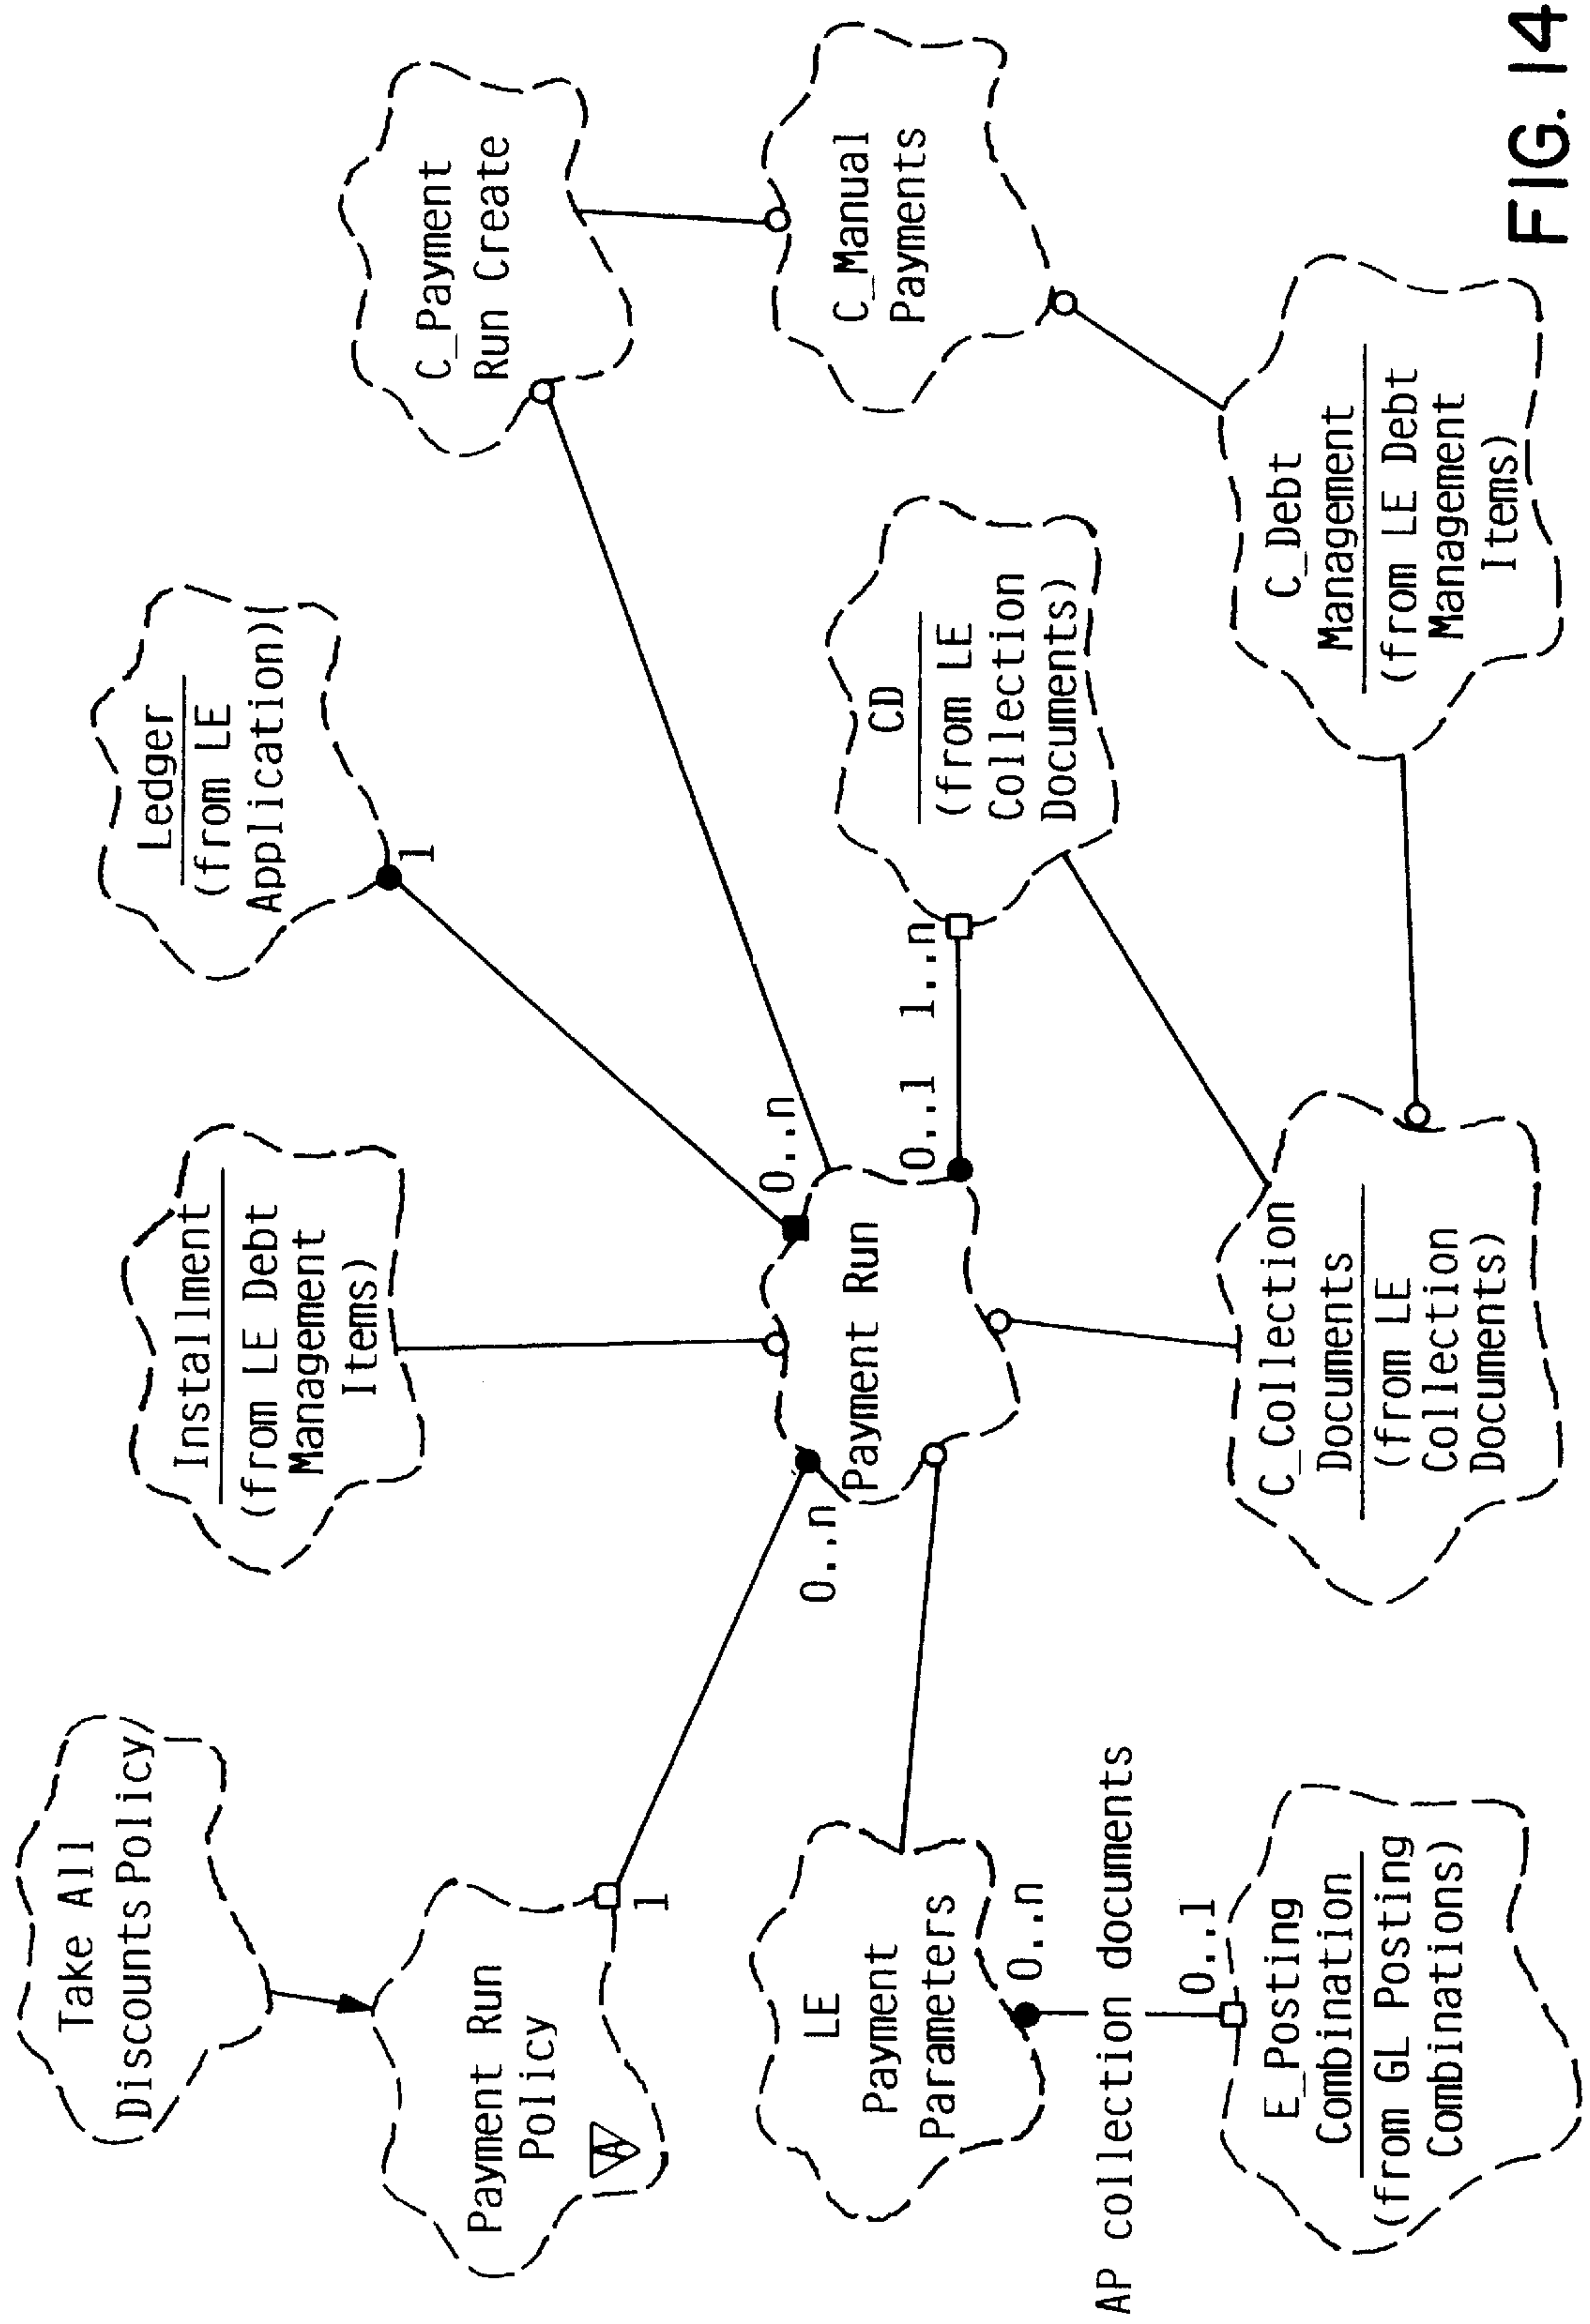 Take All
Discounts Policy
Payment Run
Policy
A
1
0..n
Installment
(from LE Debt
Management
Items)
Ledger
(from LE
Application)
1
0..n
C_Payment
Run Create
Payment Run
LE
Payment
Parameters
0..n
AP collection documents
0..1
E_Posting
Combination
(from GL Posting
Combinations)
0..1
1..n
CD
(from LE
Collection
Documents)
C_Manual
Payments
C_Collection
Documents
(from LE
Collection
Documents)
C_Debt
Management
(from LE Debt
Management
Items)
FIG. 14